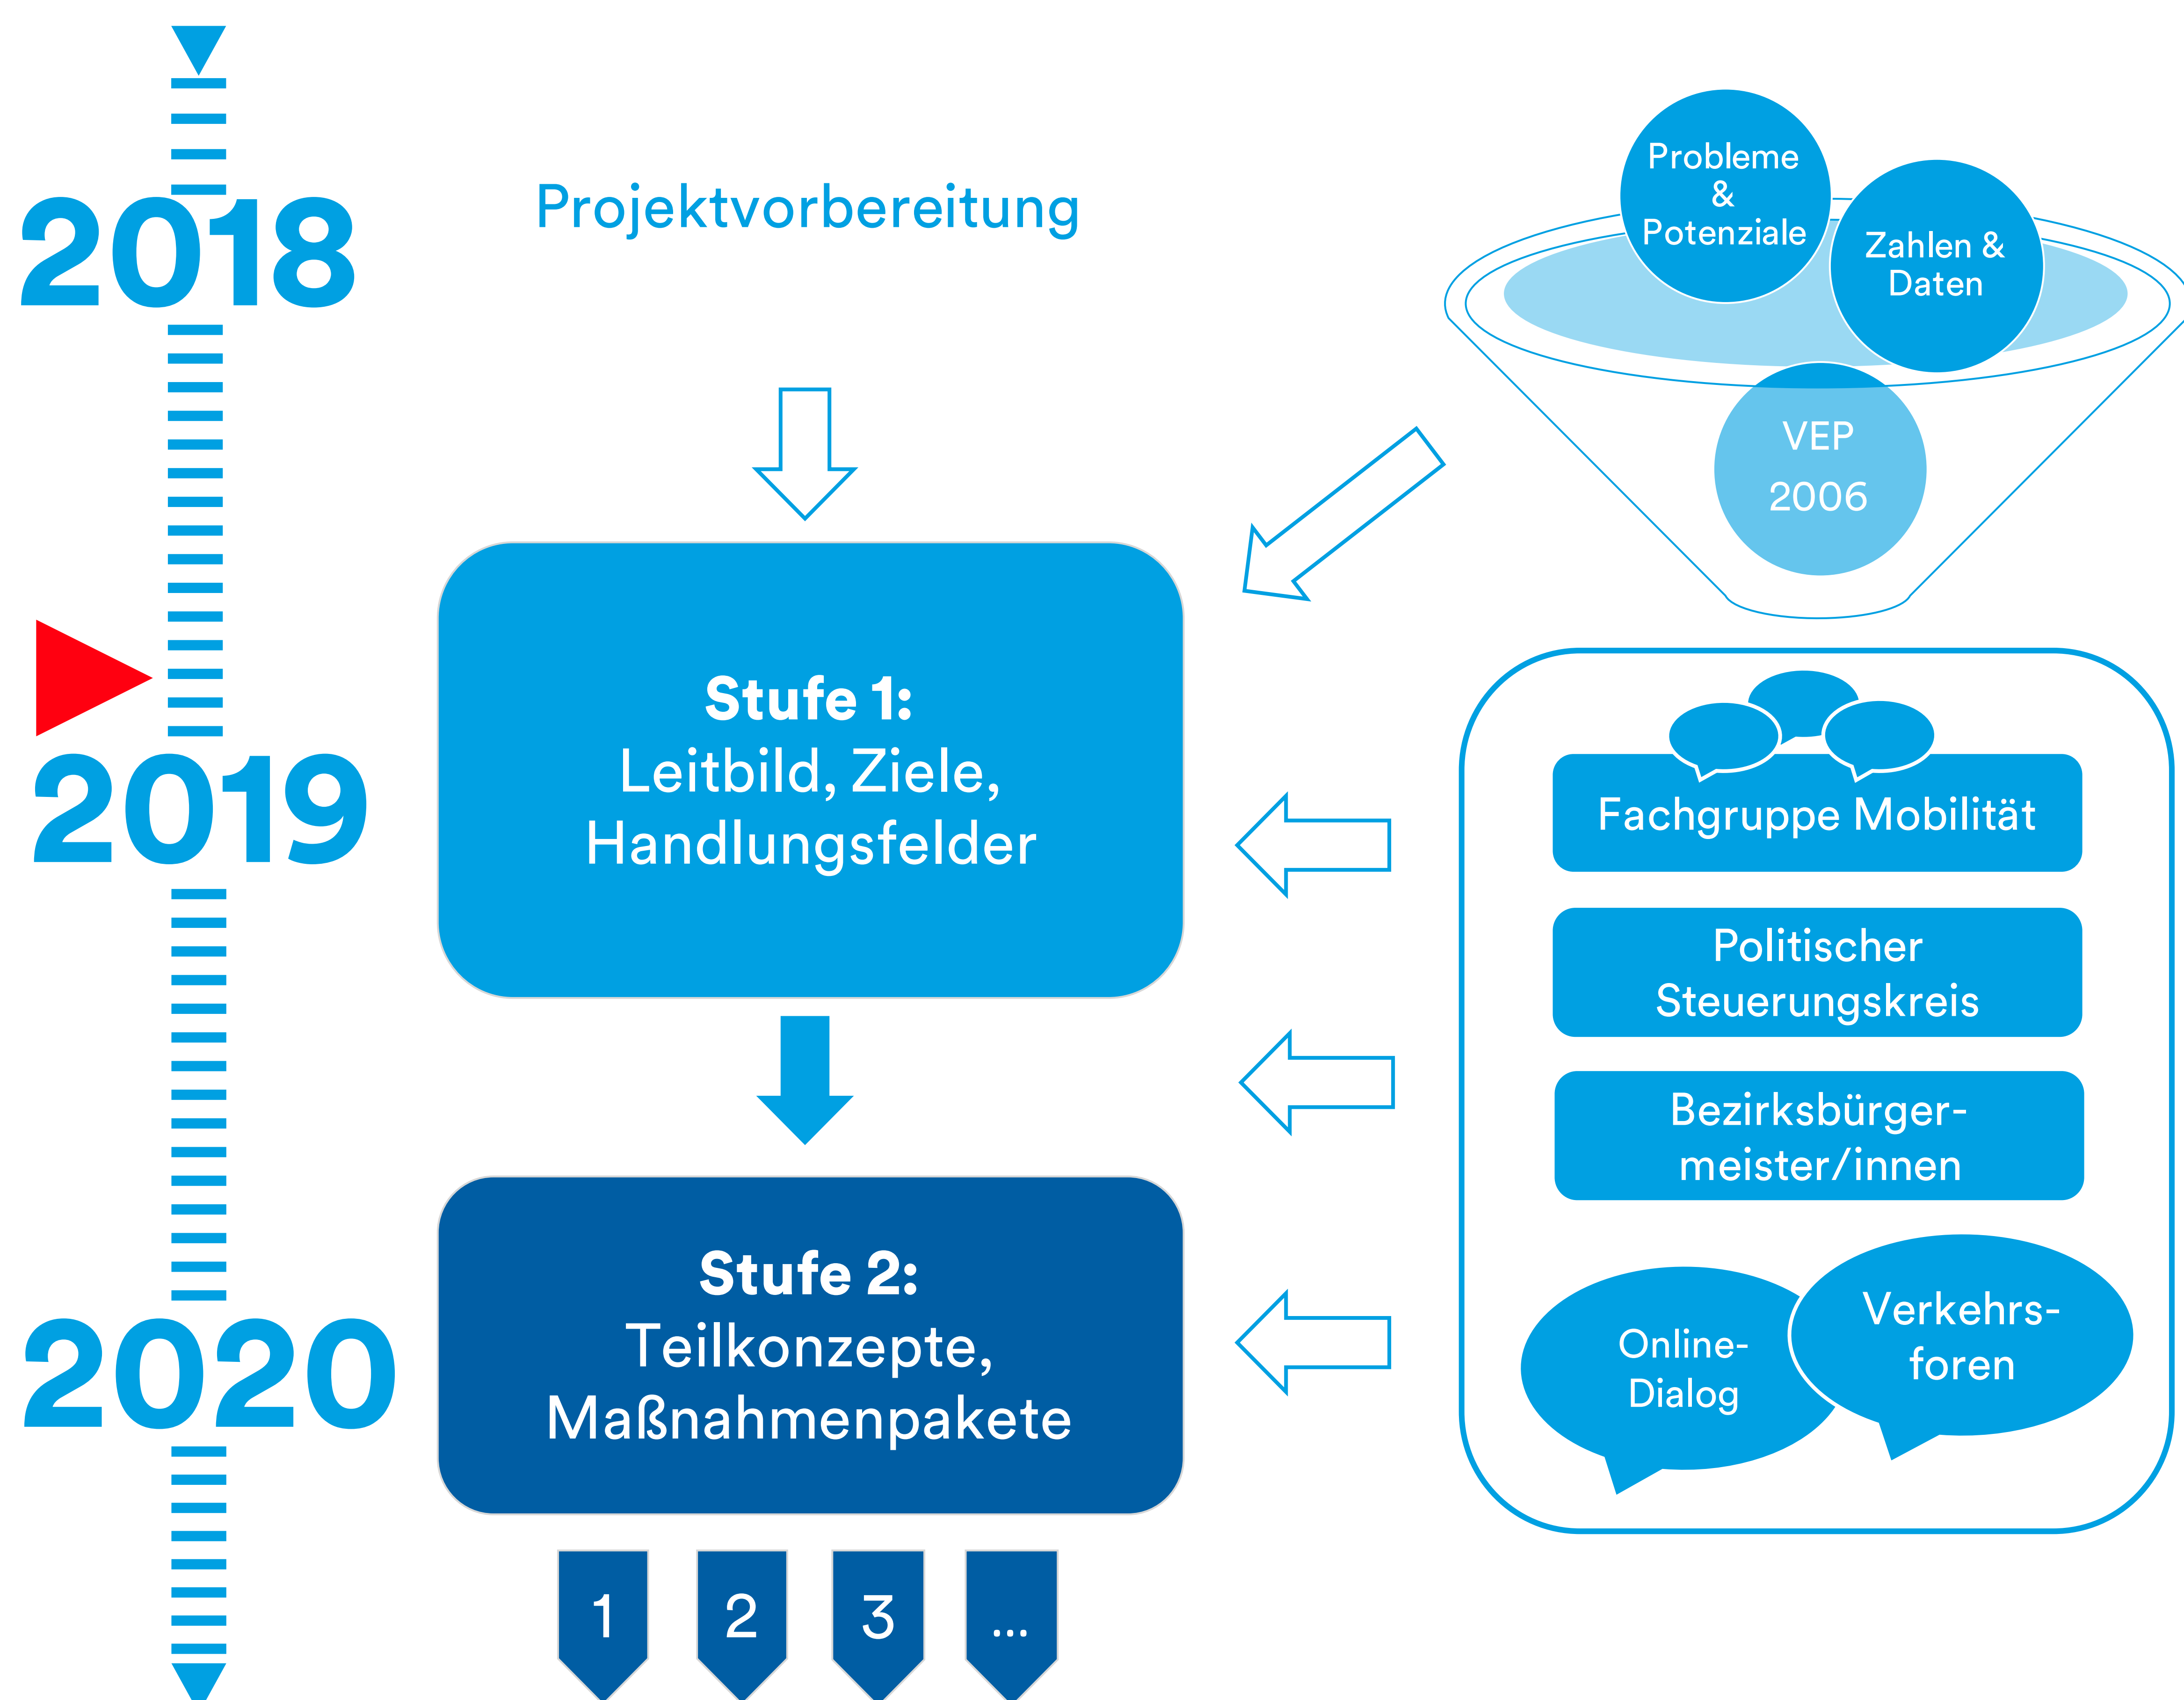 2018
2019
2020
Projektvorbereitung
Stufe 1:
Leitbild, Ziele,
Handlungsfelder
Stufe 2:
Teilkonzepte,
Maßnahmenpakete
1
2
3
...
Probleme
&
Potenziale
Zahlen &
Daten
VEP
2006
Fachgruppe Mobilität
Politischer
Steuerungskreis
Bezirksbürger-
meister/innen
Online-
Dialog
Verkehrs-
foren